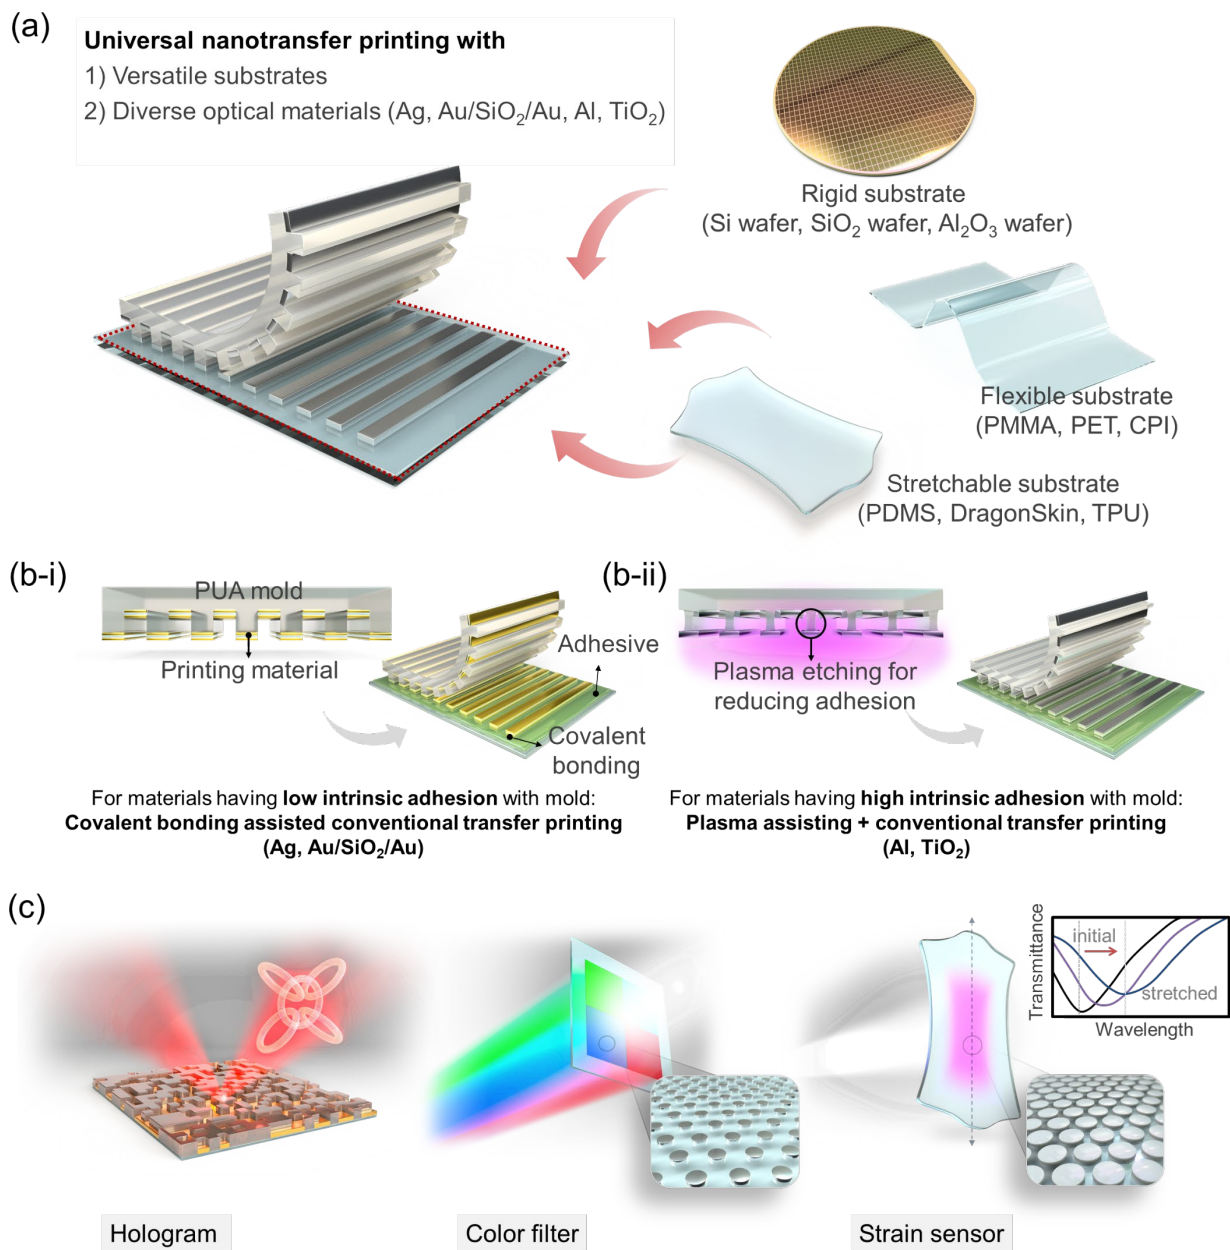 (a)
Universal nanotransfer printing with
1) Versatile substrates
2) Diverse optical materials (Ag, Au/SiO₂/Au, Al, TiO₂)
Rigid substrate
(Si wafer, SiO₂ wafer, Al₂O₃ wafer)
Flexible substrate
(PMMA, PET, CPI)
Stretchable substrate
(PDMS, DragonSkin, TPU)
(b-i)
PUA mold
Printing material
Adhesive
Covalent
bonding
For materials having low intrinsic adhesion with mold:
Covalent bonding assisted conventional transfer printing
(Ag, Au/SiO₂/Au)
(b-ii)
Plasma etching for
reducing adhesion
For materials having high intrinsic adhesion with mold:
Plasma assisting + conventional transfer printing
(Al, TiO₂)
(c)
Hologram
Color filter
Transmittance
initial
stretched
Wavelength
Strain sensor